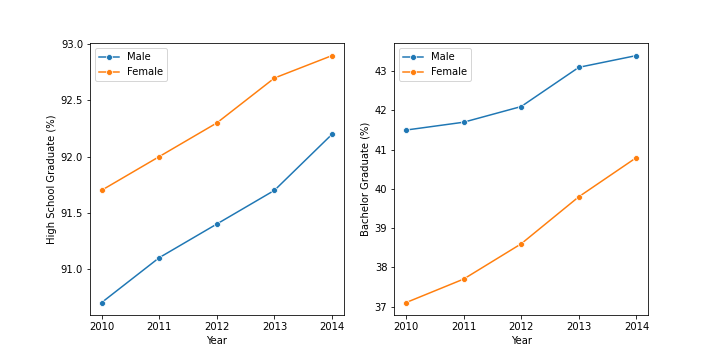 Male
Female
93.0
92.5
92.0
91.5
91.0
High School Graduate (%)
2010 2011 2012 2013 2014
Year
Male
Female
43
42
41
40
39
38
37
Bachelor Graduate (%)
2010 2011 2012 2013 2014
Year